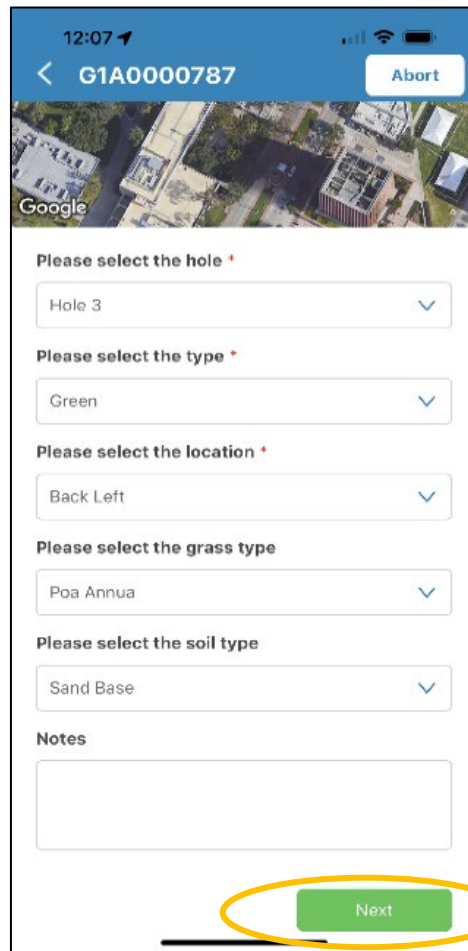 12:07
G1A0000787
Abort
Google
Please select the hole *
Hole 3
Please select the type *
Green
Please select the location *
Back Left
Please select the grass type
Poa Annua
Please select the soil type
Sand Base
Notes
Next